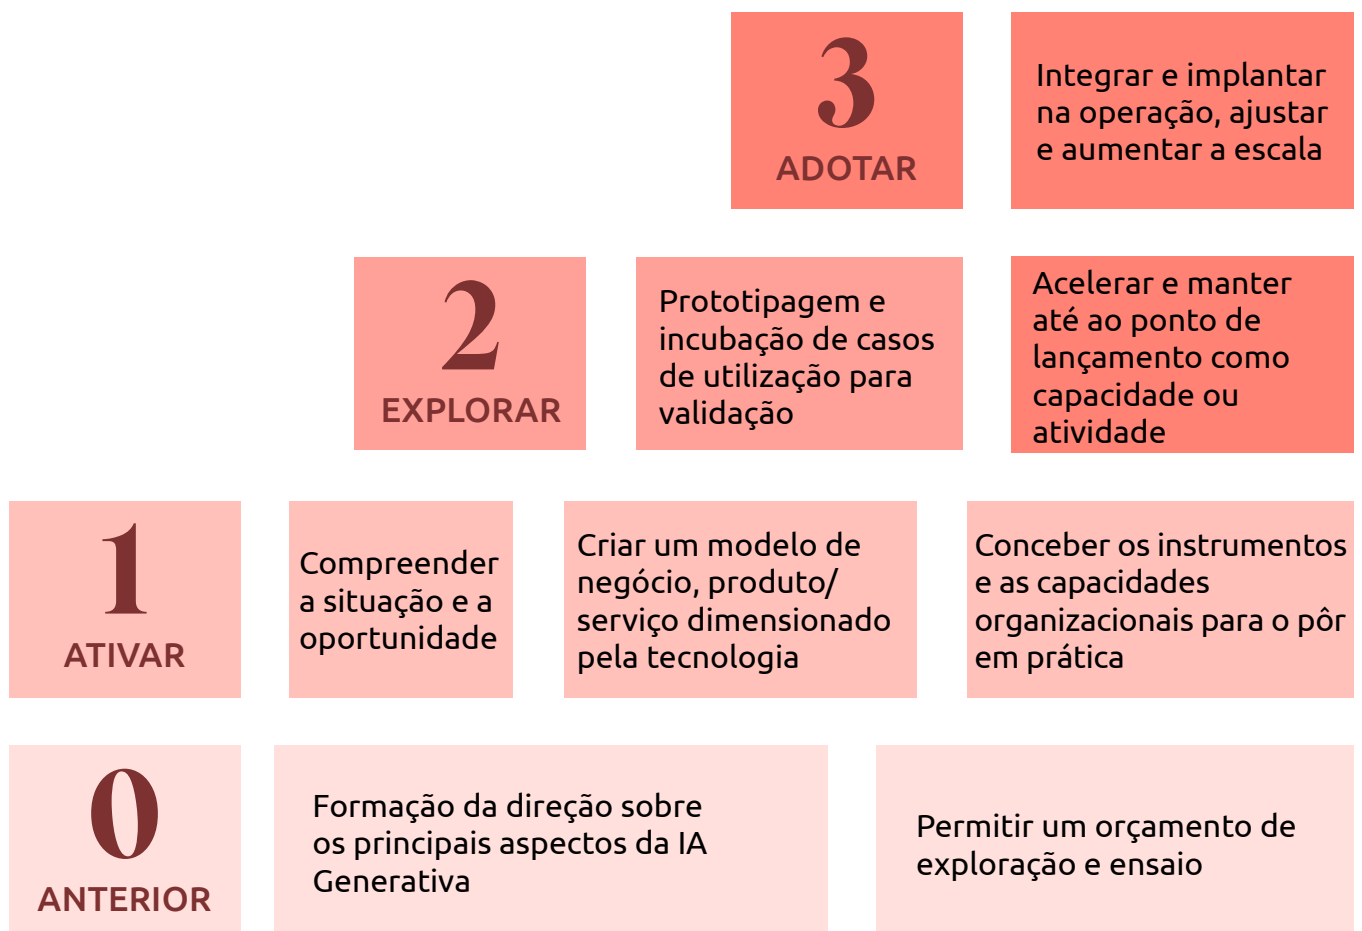 3
ADOTAR
Integrar e implantar
na operação, ajustar
e aumentar a escala
2
EXPLORAR
Prototipagem e
incubação de casos
de utilização para
validação
Acelerar e manter
até ao ponto de
lançamento como
capacidade ou
atividade
1
ATIVAR
Compreender
a situação e a
oportunidade
Criar um modelo de
negócio, produto/
serviço dimensionado
pela tecnologia
Conceber os instrumentos
e as capacidades
organizacionais para o pôr
em prática
0
ANTERIOR
Formação da direção sobre
os principais aspectos da IA
Generativa
Permitir um orçamento de
exploração e ensaio